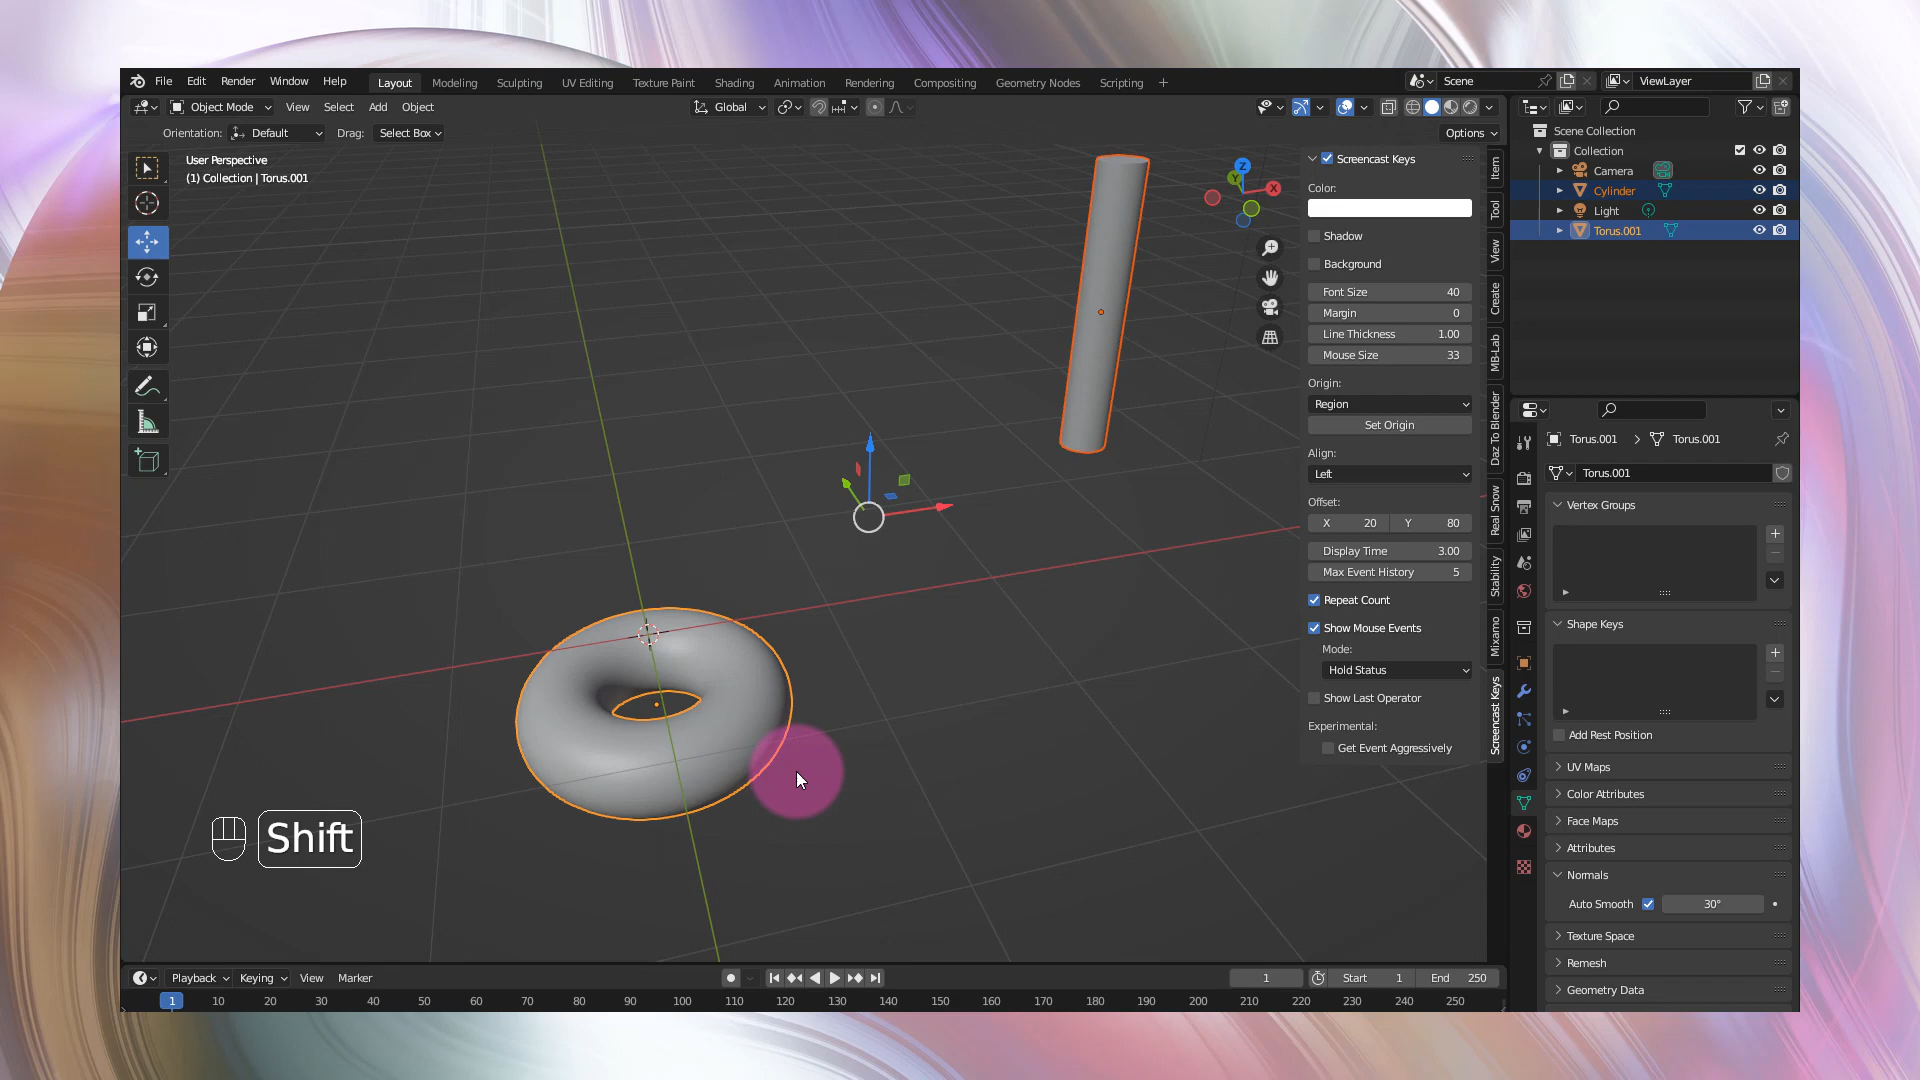 File Edit Render Window Help Layout Modeling Sculpting UV Editing Texture Paint Shading Animation Rendering Compositing Geometry Nodes Scripting + Scene ViewLayer
Object Mode View Select Add Object Global
Orientation: Default Drag: Select Box Options
User Perspective
(1) Collection | Torus.001
Z
Y
X
Shift
Screencast Keys
Color:
Shadow
Background
Font Size 40
Margin 0
Line Thickness 1.00
Mouse Size 33
Origin:
Region
Set Origin
Align:
Left
Offset:
X 20 Y 80
Display Time 3.00
Max Event History 5
Repeat Count
Show Mouse Events
Mode:
Hold Status
Show Last Operator
Experimental:
Get Event Aggressively
Item
Tool
View
Create
MB-Lab
Daz To Blender
Real Snow
Stability
Mixamo
Screencast Keys
Scene Collection
Collection
Camera
Cylinder
Light
Torus.001
Torus.001 > Torus.001
Torus.001
Vertex Groups
Shape Keys
Add Rest Position
UV Maps
Color Attributes
Face Maps
Attributes
Normals
Auto Smooth 30°
Texture Space
Remesh
Geometry Data
Playback Keying View Marker 1 Start 1 End 250
1 10 20 30 40 50 60 70 80 90 100 110 120 130 140 150 160 170 180 190 200 210 220 230 240 250